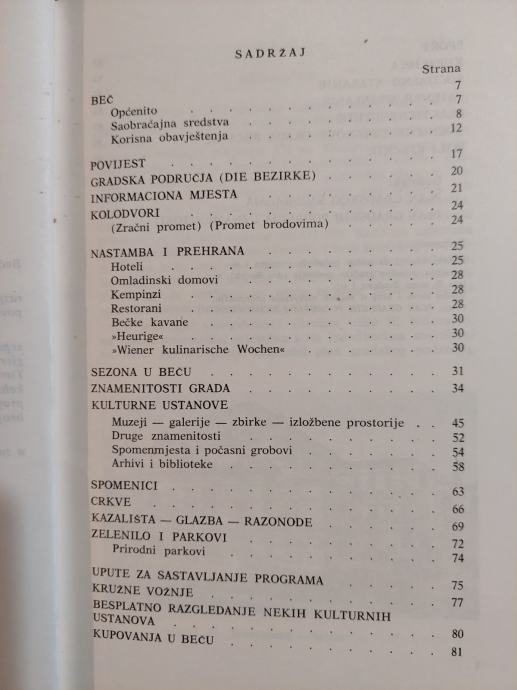 SADRŽAJ
Strana
BEČ . . . . . . . . . . 7
Općenito . . . . . . . . . . 7
Saobraćajna sredstva . . . . . . . . 8
Korisna obavještenja . . . . . . . . 12
POVIJEST . . . . . . . . . . 17
GRADSKA PODRUČJA (DIE BEZIRKE) . . . . . 20
INFORMACIONA MJESTA . . . . . . . 21
KOLODVORI . . . . . . . . . . 24
(Zračni promet) (Promet brodovima) . . . . 24
NASTAMBA I PREHRANA . . . . . . . 25
Hoteli . . . . . . . . . . 25
Omladinski domovi . . . . . . . . 28
Kempinzi . . . . . . . . . . 28
Restorani . . . . . . . . . . 28
Bečke kavane . . . . . . . . . 30
»Heurige« . . . . . . . . . . 30
»Wiener kulinarische Wochen« . . . . . . 30
SEZONA U BEČU . . . . . . . . 31
ZNAMENITOSTI GRADA . . . . . . . 34
KULTURNE USTANOVE
Muzeji — galerije — zbirke — izložbene prostorije . . 45
Druge znamenitosti . . . . . . . . 52
Spomenmjesta i počasni grobovi . . . . . 54
Arhivi i biblioteke . . . . . . . . 58
SPOMENICI . . . . . . . . . . 63
CRKVE . . . . . . . . . . 66
KAZALIŠTA — GLAZBA — RAZONODE . . . . 69
ZELENILO I PARKOVI . . . . . . . 72
Prirodni parkovi . . . . . . . . 74
UPUTE ZA SASTAVLJANJE PROGRAMA . . . . 75
KRUŽNE VOŽNJE . . . . . . . . 77
BESPLATNO RAZGLEDANJE NEKIH KULTURNIH
USTANOVA . . . . . . . . . . 80
KUPOVANJA U BEČU . . . . . . . . 81